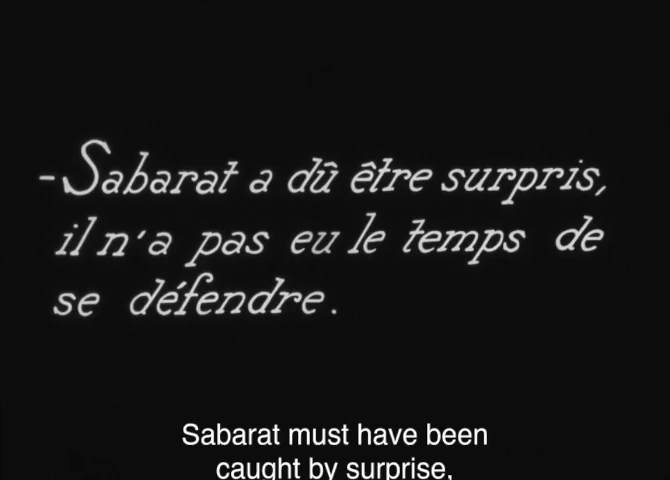 -Sabarat a dû être surpris,
il n'a pas eu le temps de
se défendre.
Sabarat must have been
caught by surprise,